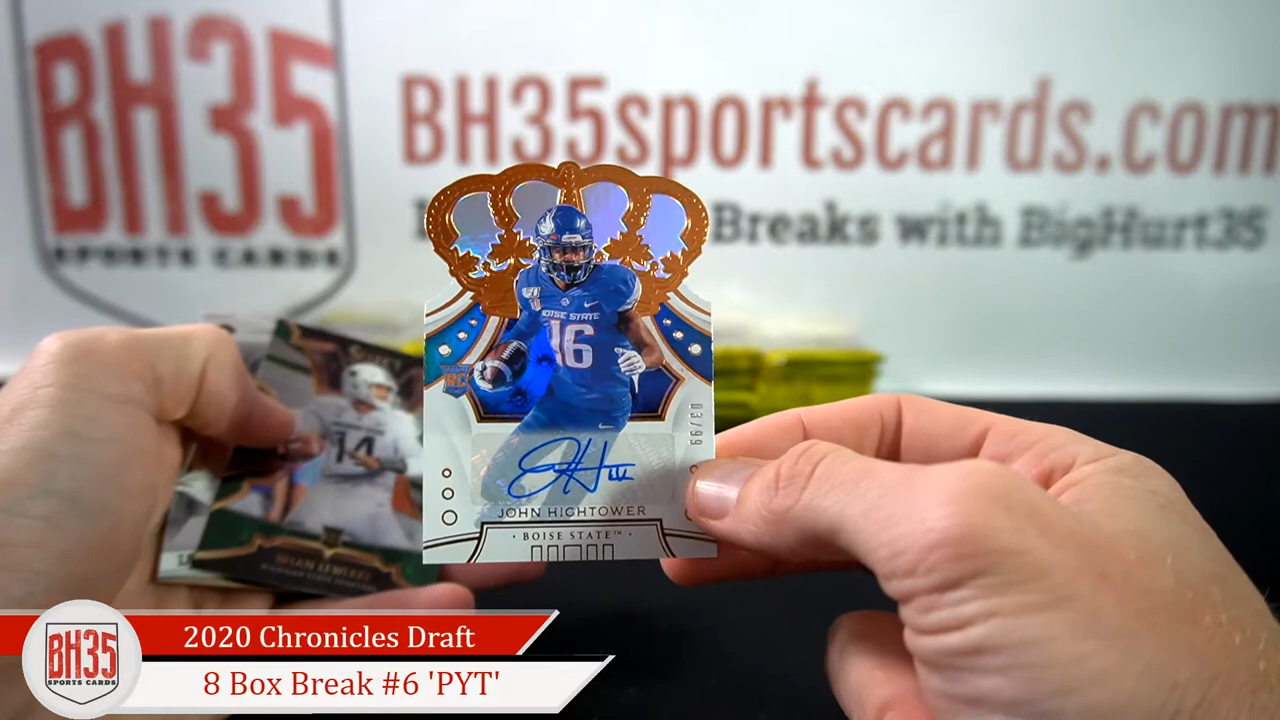 BH35
SPORTS CARDS
BH35sportscards.com
Breaks with BigHurt35
BOISE STATE
16
RC
03/99
14
JOHN HIGHTOWER
· BOISE STATE™ ·
2020 Chronicles Draft
8 Box Break #6 'PYT'
BH35
SPORTS CARDS